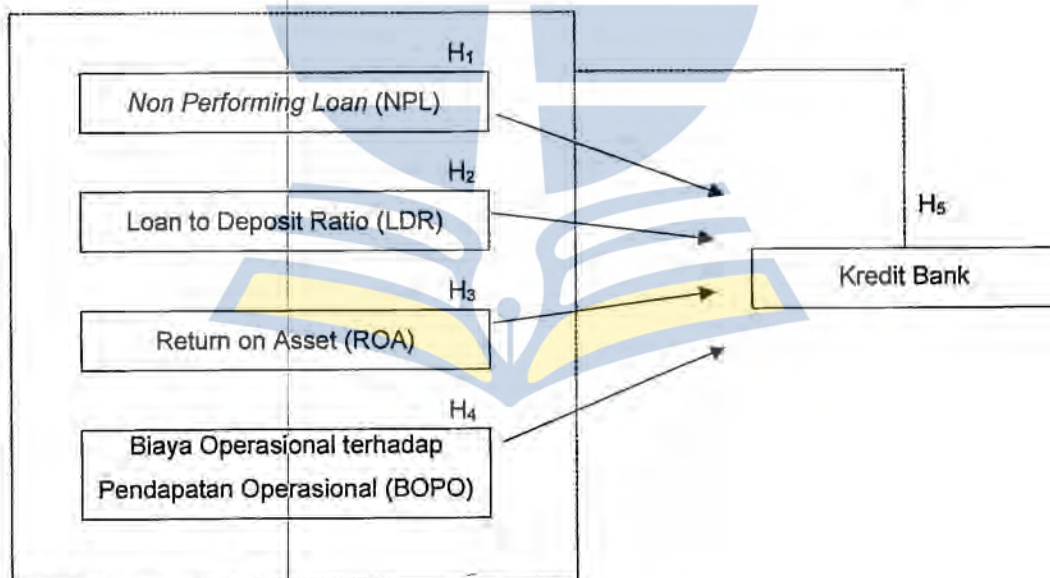 H₁
Non Performing Loan (NPL)
H₂
Loan to Deposit Ratio (LDR)
H₅
Kredit Bank
H₃
Return on Asset (ROA)
H₄
Biaya Operasional terhadap
Pendapatan Operasional (BOPO)